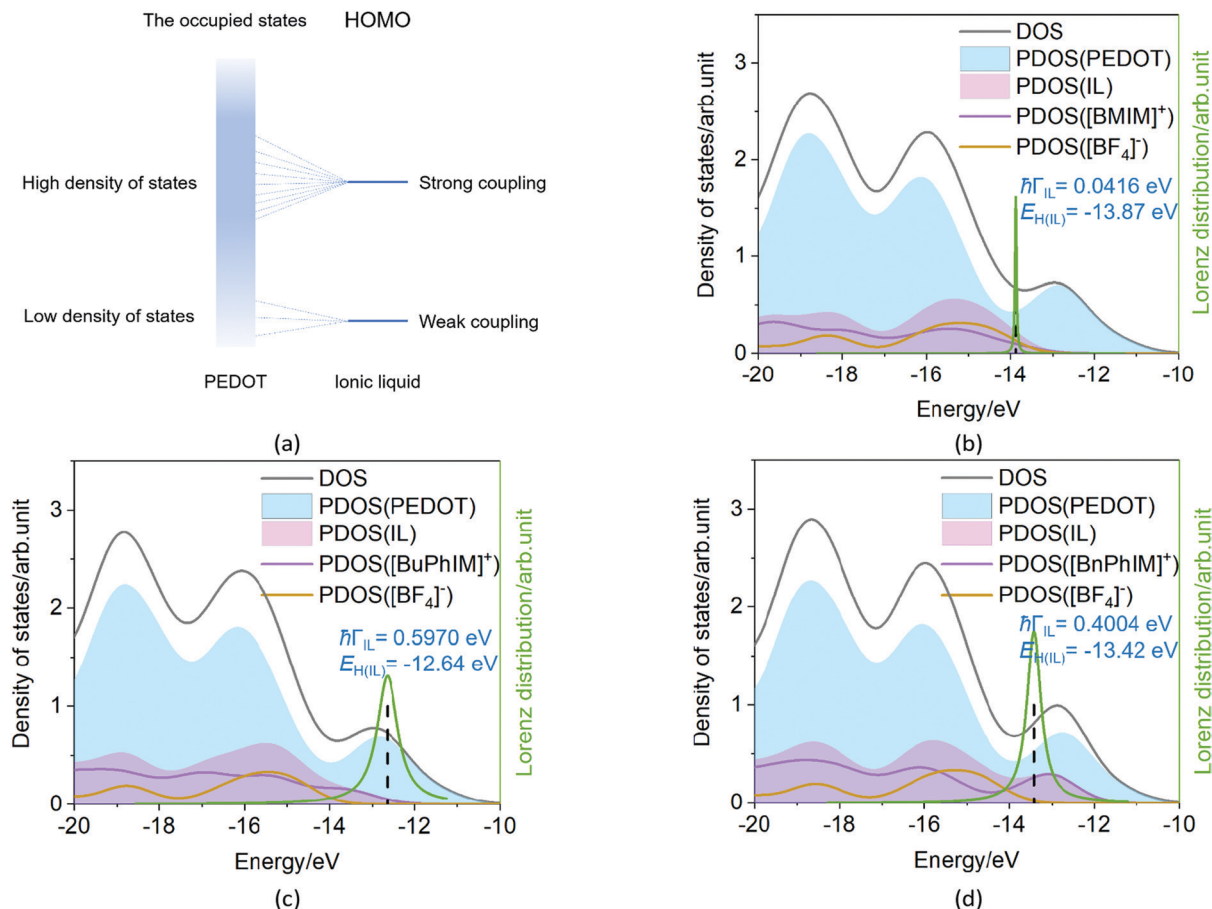 The occupied states HOMO
High density of states
Strong coupling
Low density of states
Weak coupling
PEDOT Ionic liquid
(a)
DOS
PDOS(PEDOT)
PDOS(IL)
PDOS([BMIM]⁺)
PDOS([BF₄]⁻)
ℏΓ_IL = 0.0416 eV
E_H(IL) = -13.87 eV
Density of states/arb.unit
Lorenz distribution/arb.unit
3
2
1
0
-20 -18 -16 -14 -12 -10
Energy/eV
(b)
DOS
PDOS(PEDOT)
PDOS(IL)
PDOS([BuPhIM]⁺)
PDOS([BF₄]⁻)
ℏΓ_IL = 0.5970 eV
E_H(IL) = -12.64 eV
Density of states/arb.unit
Lorenz distribution/arb.unit
3
2
1
0
-20 -18 -16 -14 -12 -10
Energy/eV
(c)
DOS
PDOS(PEDOT)
PDOS(IL)
PDOS([BnPhIM]⁺)
PDOS([BF₄]⁻)
ℏΓ_IL = 0.4004 eV
E_H(IL) = -13.42 eV
Density of states/arb.unit
Lorenz distribution/arb.unit
3
2
1
0
-20 -18 -16 -14 -12 -10
Energy/eV
(d)